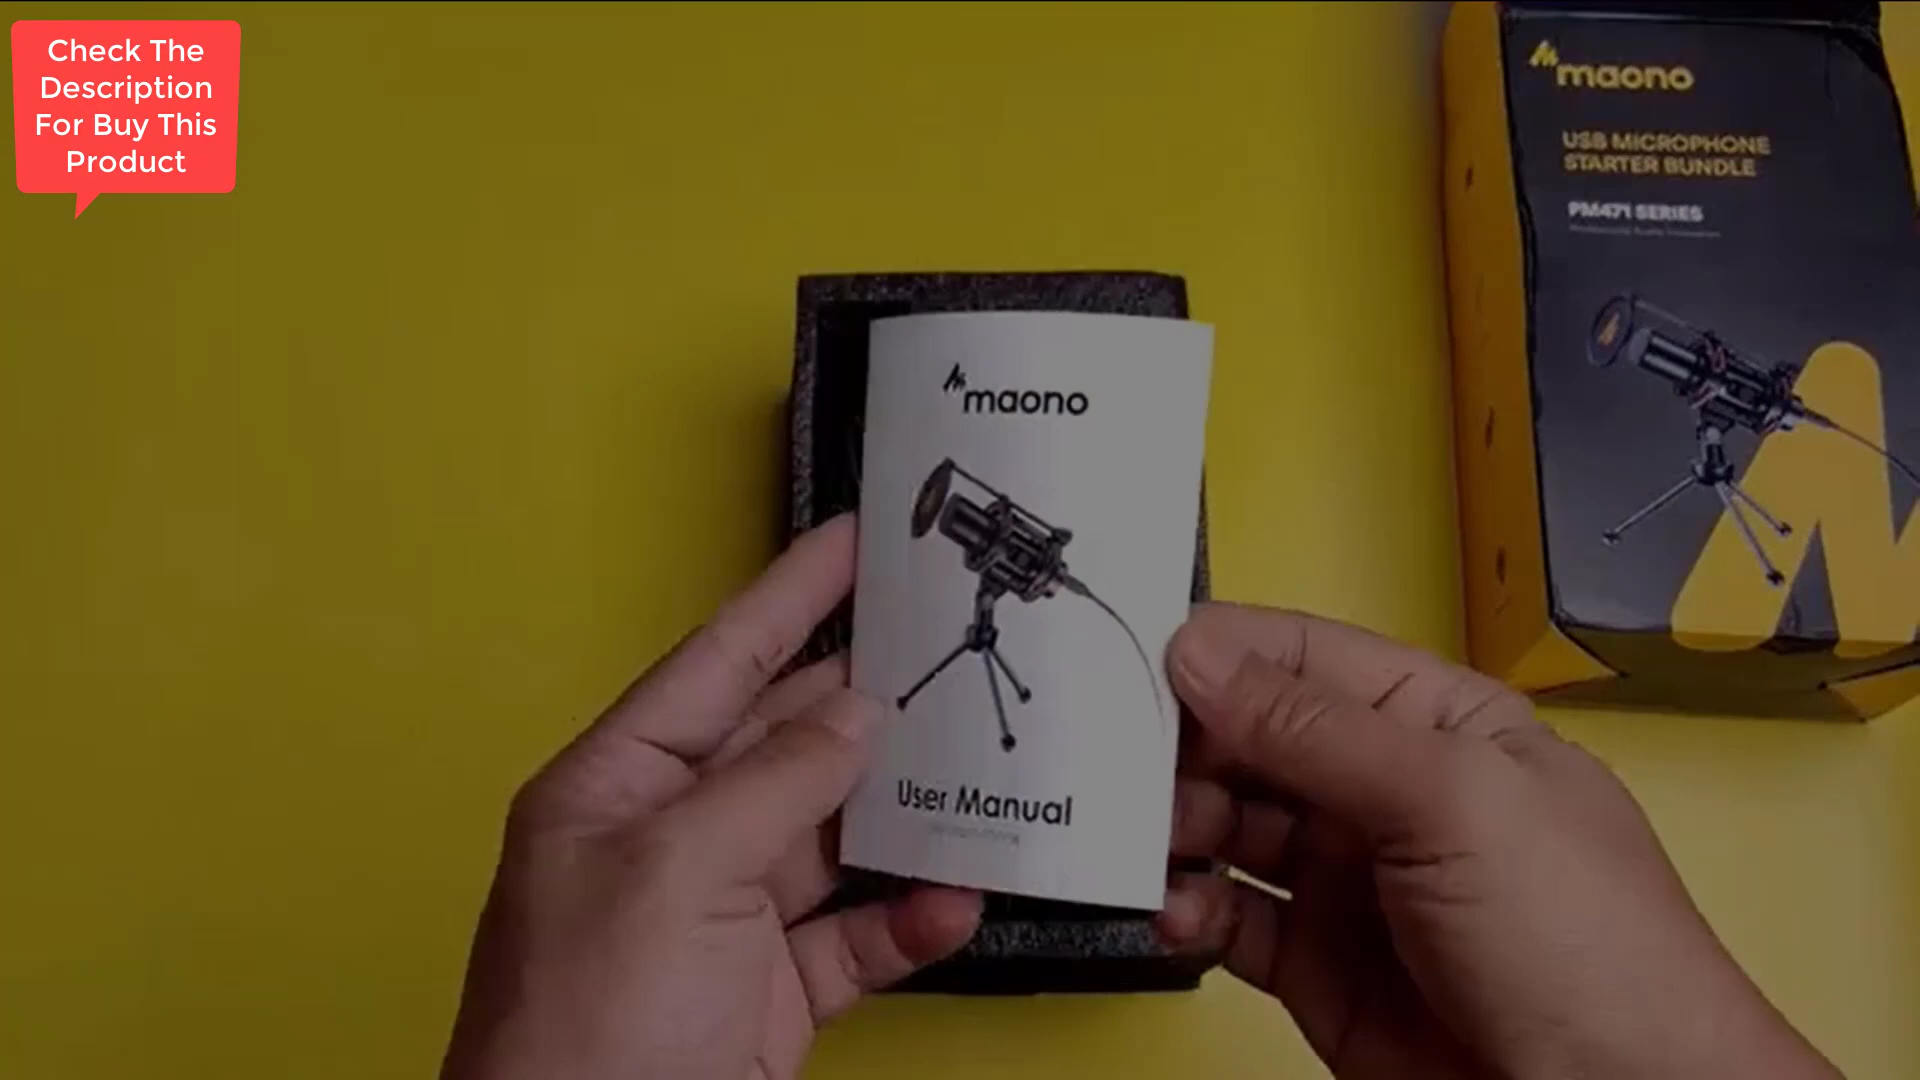 Check The
Description
For Buy This
Product
maono
USB MICROPHONE
STARTER BUNDLE
PM471 SERIES
maono
User Manual